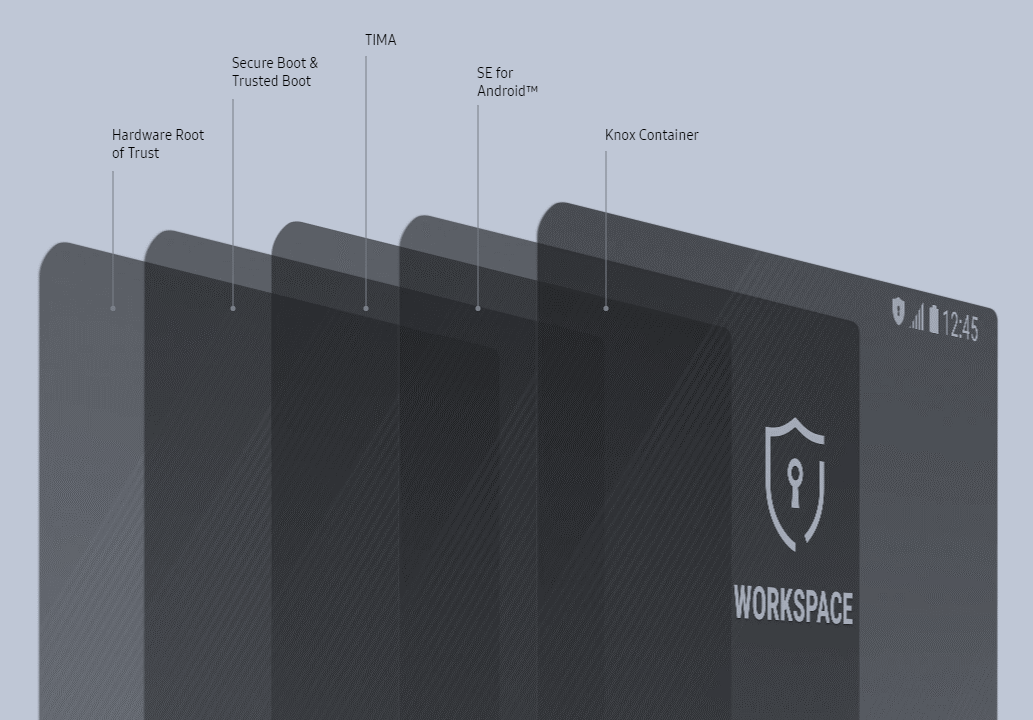 TIMA
Secure Boot &
Trusted Boot
SE for
Android™
Hardware Root
of Trust
Knox Container
12:45
WORKSPACE